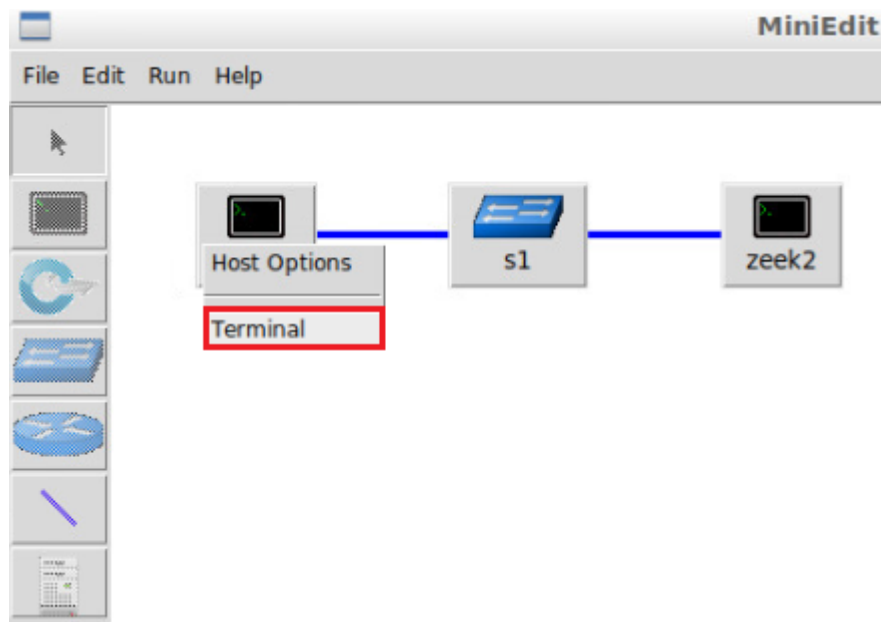 MiniEdit
File Edit Run Help
Host Options
s1
zeek2
Terminal